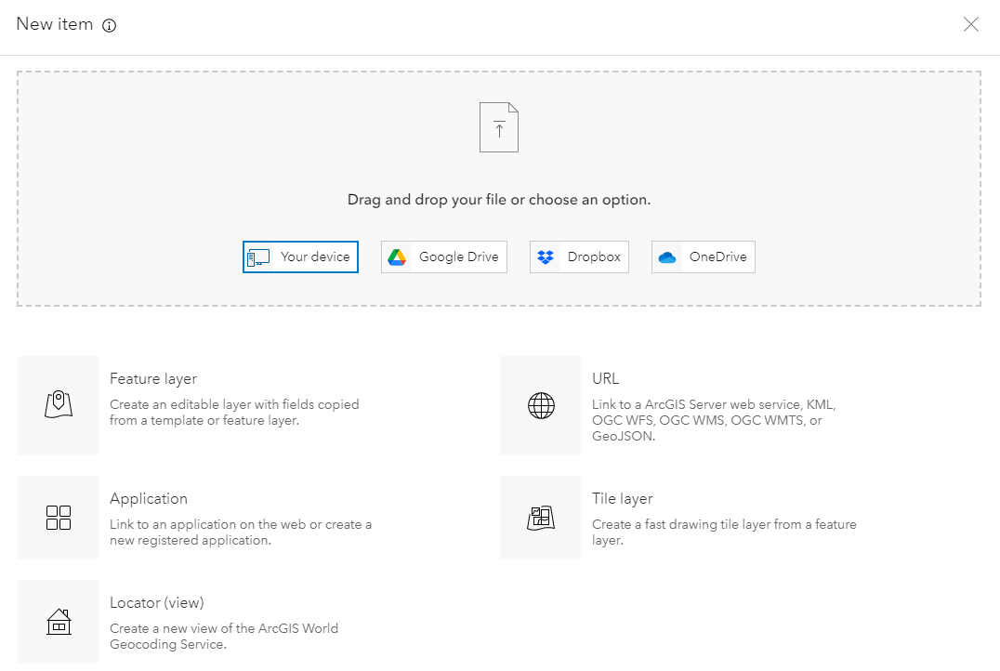 New item
Drag and drop your file or choose an option.
Your device
Google Drive
Dropbox
OneDrive
Feature layer
Create an editable layer with fields copied
from a template or feature layer.
URL
Link to a ArcGIS Server web service, KML,
OGC WFS, OGC WMS, OGC WMTS, or
GeoJSON.
Application
Link to an application on the web or create a
new registered application.
Tile layer
Create a fast drawing tile layer from a feature
layer.
Locator (view)
Create a new view of the ArcGIS World
Geocoding Service.